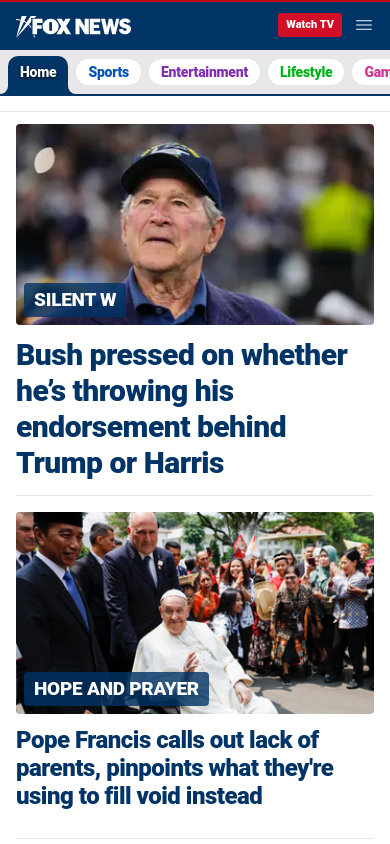 FOX NEWS
Watch TV
Home
Sports
Entertainment
Lifestyle
Gam
SILENT W
Bush pressed on whether
he’s throwing his
endorsement behind
Trump or Harris
HOPE AND PRAYER
Pope Francis calls out lack of
parents, pinpoints what they're
using to fill void instead